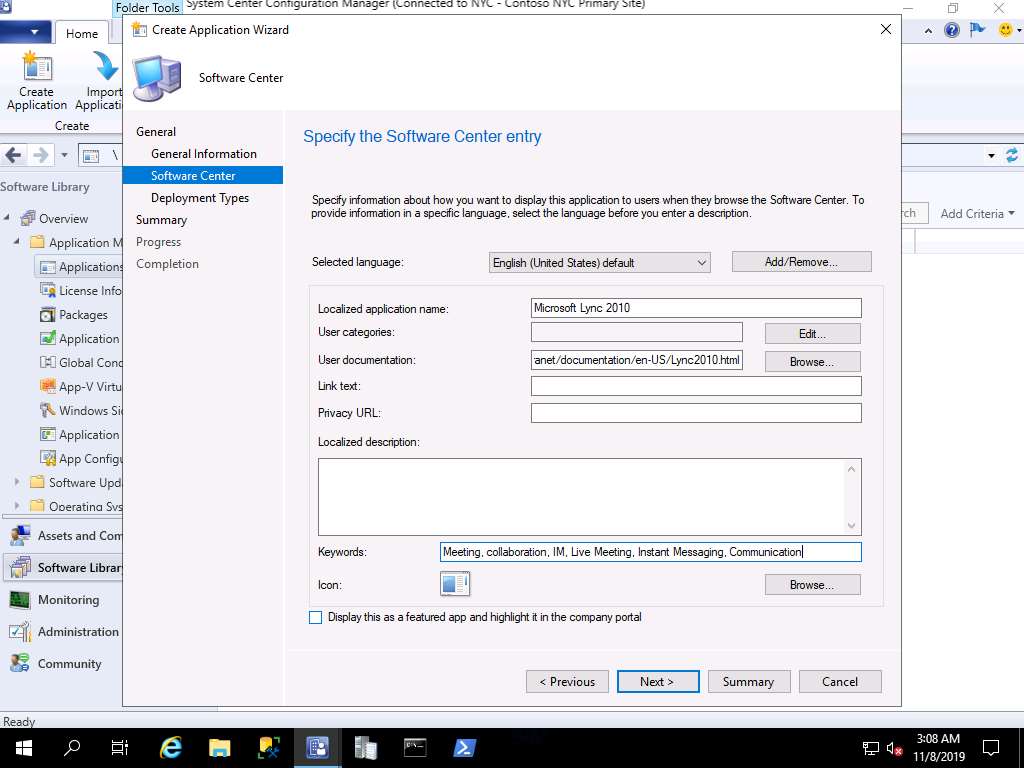 Folder Tools System Center Configuration Manager (Connected to NYC - Contoso NYC Primary Site)
Home
Create Application Wizard
Create
Application
Import
Create
Software Center
General
General Information
Software Center
Deployment Types
Summary
Progress
Completion
Specify the Software Center entry
Specify information about how you want to display this application to users when they browse the Software Center. To
provide information in a specific language, select the language before you enter a description.
Selected language:
English (United States) default
Add/Remove...
Localized application name:
Microsoft Lync 2010
User categories:
Edit...
User documentation:
anet/documentation/en-US/Lync2010.html
Browse...
Link text:
Privacy URL:
Localized description:
Keywords:
Meeting, collaboration, IM, Live Meeting, Instant Messaging, Communication
Icon:
Browse...
Display this as a featured app and highlight it in the company portal
< Previous
Next >
Summary
Cancel
\
Software Library
Overview
Application M
Applications
License Info
Packages
Application
Global Conc
App-V Virtu
Windows Si
Application
App Configu
Software Upd
Operating Sys
Assets and Com
Software Librar
Monitoring
Administration
Community
rch
Add Criteria
Ready
3:08 AM
11/8/2019